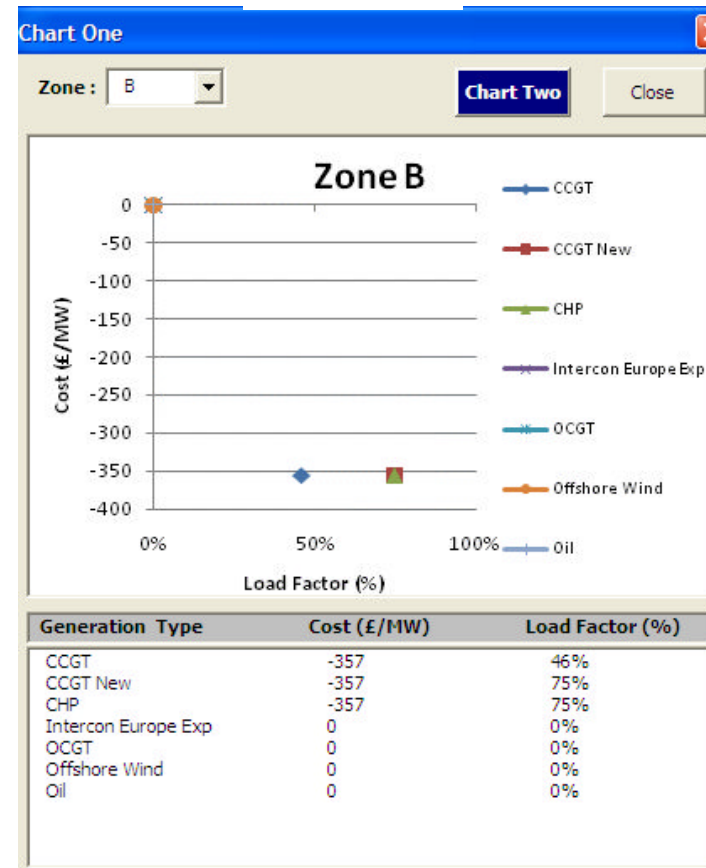 Chart One
Zone : B
Chart Two
Close
Zone B
0
-50
-100
-150
-200
-250
-300
-350
-400
Cost (£/MW)
0% 50% 100%
Load Factor (%)
CCGT
CCGT New
CHP
Intercon Europe Exp
OCGT
Offshore Wind
Oil
Generation Type Cost (£/MW) Load Factor (%)
CCGT -357 46%
CCGT New -357 75%
CHP -357 75%
Intercon Europe Exp 0 0%
OCGT 0 0%
Offshore Wind 0 0%
Oil 0 0%